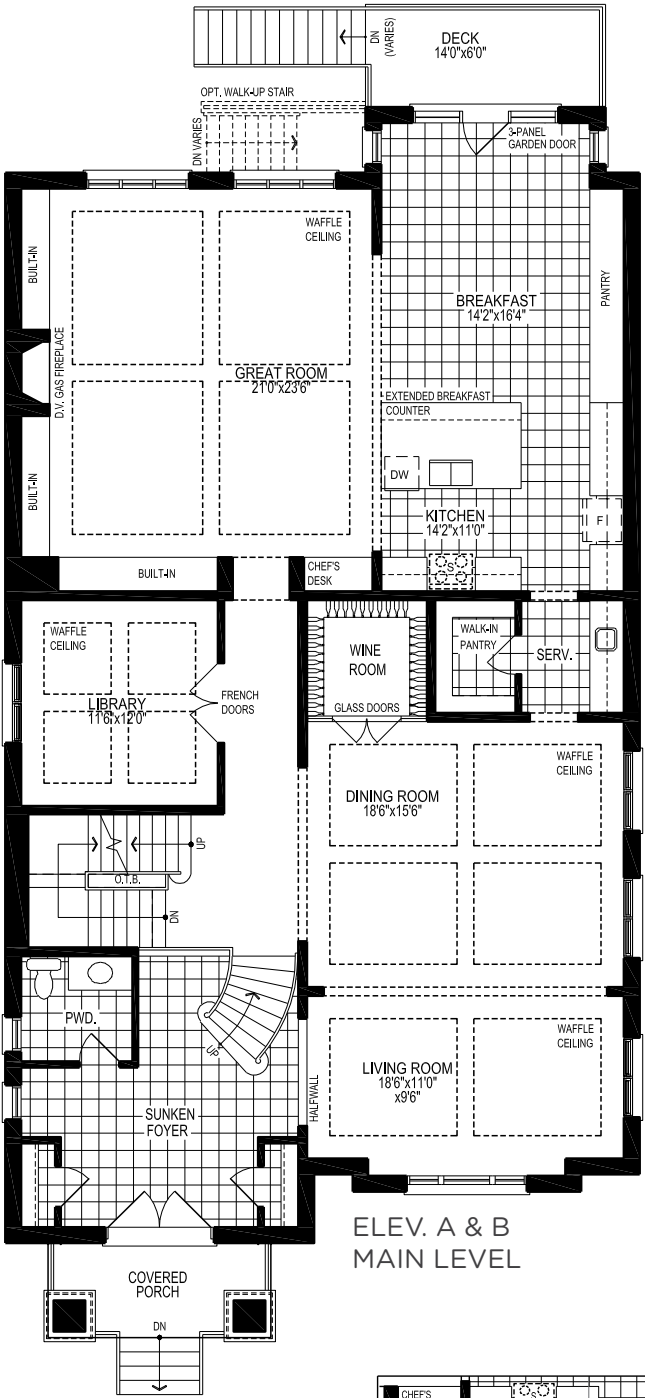 DN
(VARIES)
DECK
14'0"x6'0"
OPT. WALK-UP STAIR
DN VARIES
3-PANEL
GARDEN DOOR
WAFFLE
CEILING
BUILT-IN
BREAKFAST
14'2"x16'4"
PANTRY
D.V. GAS FIREPLACE
GREAT ROOM
21'0"x23'6"
EXTENDED BREAKFAST
COUNTER
DW
BUILT-IN
KITCHEN
14'2"x11'0"
F
S
BUILT-IN
CHEF'S
DESK
WAFFLE
CEILING
WINE
ROOM
WALK-IN
PANTRY
SERV.
LIBRARY
11'6"x12'0"
FRENCH
DOORS
GLASS DOORS
WAFFLE
CEILING
DINING ROOM
18'6"x15'6"
UP
O.T.B.
DN
PWD.
UP
WAFFLE
CEILING
LIVING ROOM
18'6"x11'0"
x9'6"
HALFWALL
SUNKEN
FOYER
ELEV. A & B
MAIN LEVEL
COVERED
PORCH
DN
CHEF'S
S